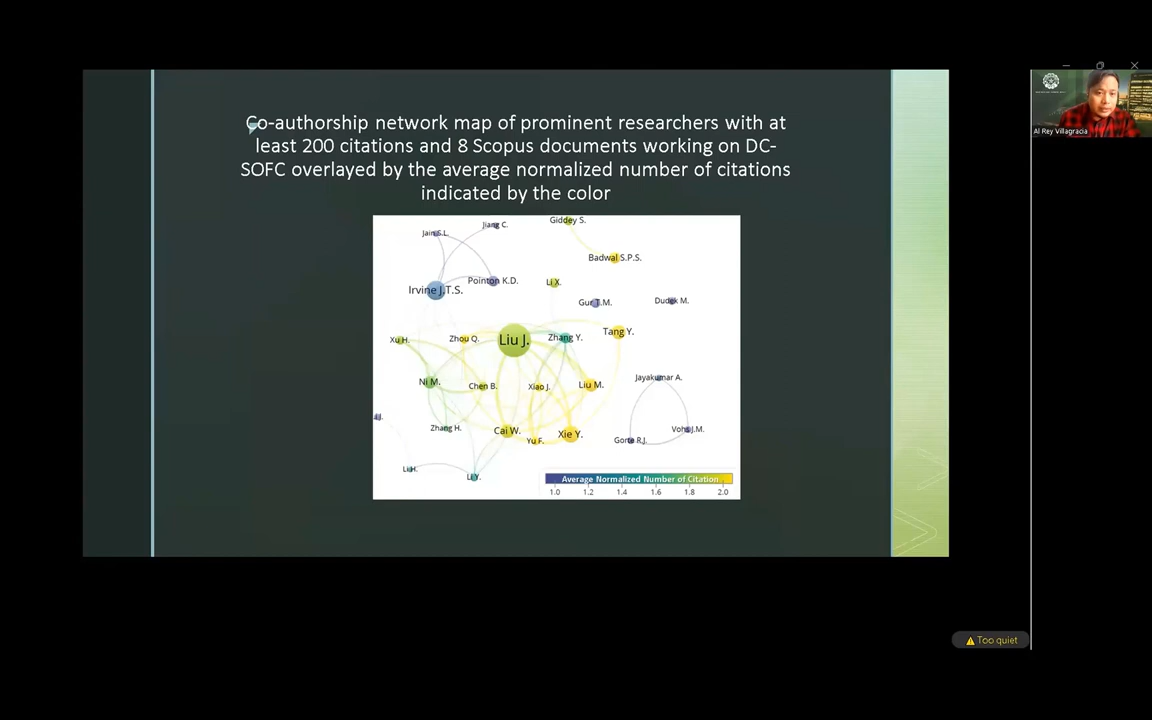 Co-authorship network map of prominent researchers with at
least 200 citations and 8 Scopus documents working on DC-
SOFC overlayed by the average normalized number of citations
indicated by the color
Giddey S.
Jiang C.
Jain S.L.
Badwal S.P.S.
Pointon K.D.
Li X.
Irvine J.T.S.
Gur T.M.
Dudek M.
Tang Y.
Xu H.
Zhou Q.
Liu J.
Zhang Y.
Jayakumar A.
Ni M.
Chen B.
Xiao J.
Liu M.
Zhang H.
Cai W.
Yu F.
Xie Y.
Gorte R.J.
Vohs J.M.
Li H.
Li Y.
Average Normalized Number of Citation
1.0 1.2 1.4 1.6 1.8 2.0
Al Rey Villagracia
Too quiet